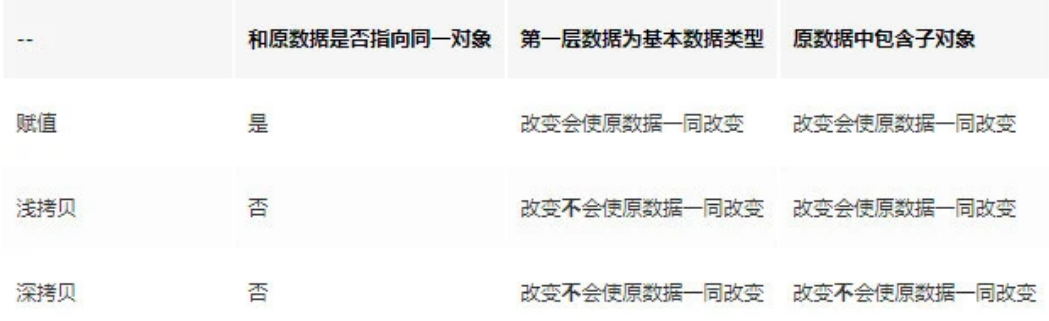 -- 和原数据是否指向同一对象 第一层数据为基本数据类型 原数据中包含子对象
赋值 是 改变会使原数据一同改变 改变会使原数据一同改变
浅拷贝 否 改变不会使原数据一同改变 改变会使原数据一同改变
深拷贝 否 改变不会使原数据一同改变 改变不会使原数据一同改变